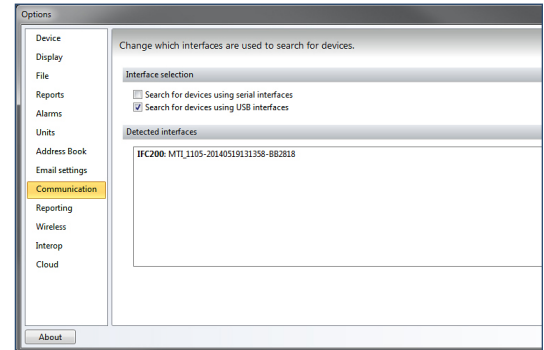 Options
Device
Display
File
Reports
Alarms
Units
Address Book
Email settings
Communication
Reporting
Wireless
Interop
Cloud
About
Change which interfaces are used to search for devices.
Interface selection
Search for devices using serial interfaces
Search for devices using USB interfaces
Detected interfaces
IFC200: MTI_1105-20140519131358-BB2818